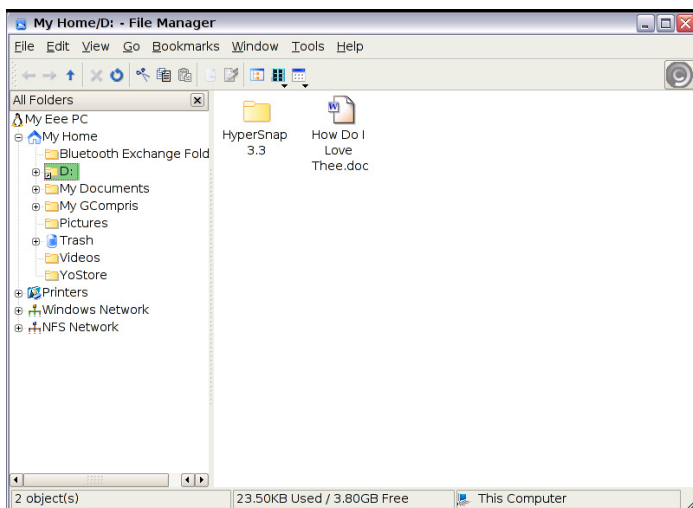 My Home/D: - File Manager
File Edit View Go Bookmarks Window Tools Help
All Folders
My Eee PC
My Home
Bluetooth Exchange Fold
D:
My Documents
My GCompris
Pictures
Trash
Videos
YoStore
Printers
Windows Network
NFS Network
HyperSnap
3.3
How Do I
Love
Thee.doc
2 object(s)
23.50KB Used / 3.80GB Free
This Computer